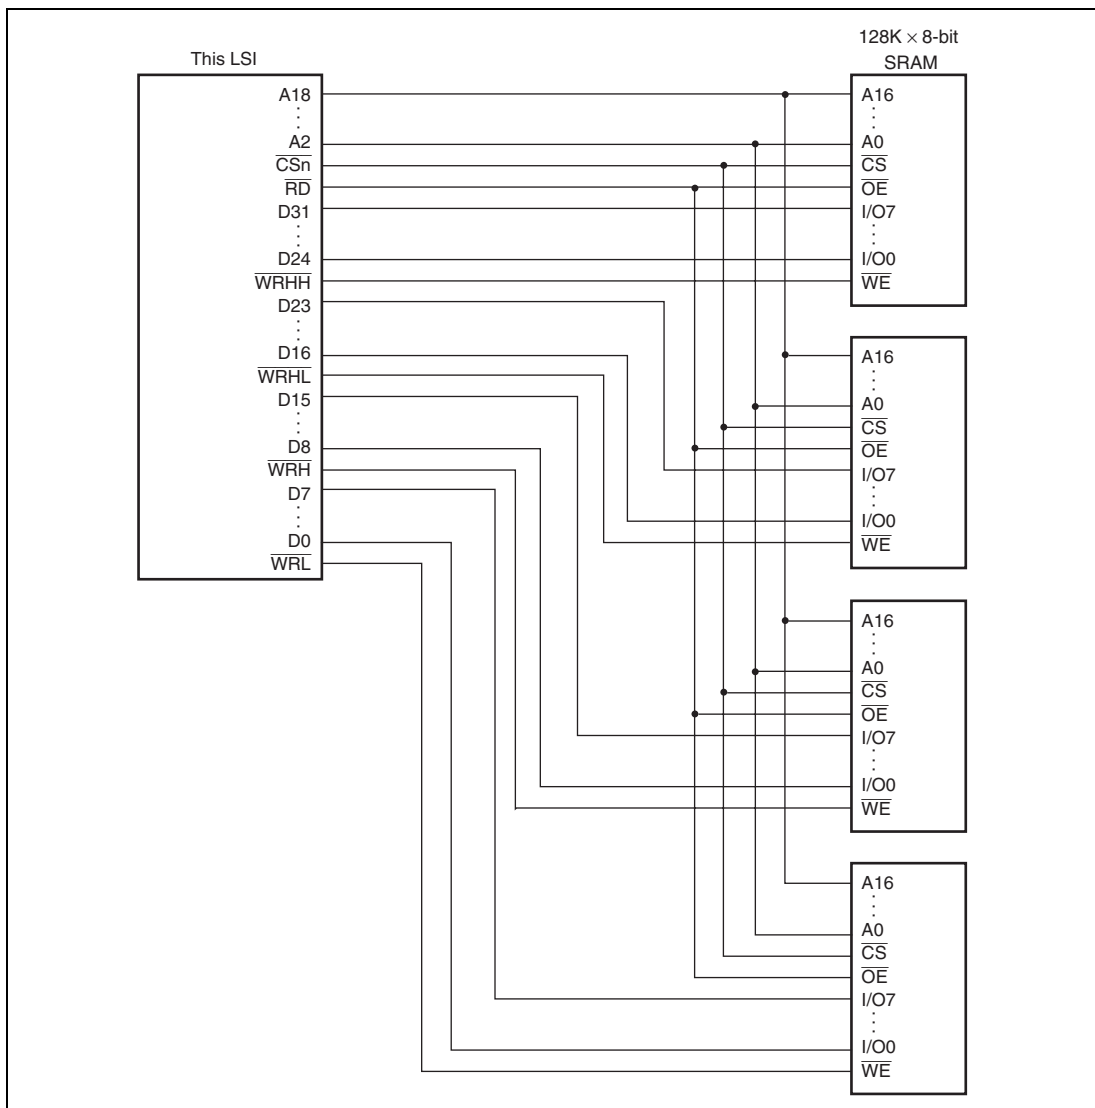 This LSI
A18
A2
CSn
RD
D31
D24
WRHH
D23
D16
WRHL
D15
D8
WRH
D7
D0
WRL
128K × 8-bit
SRAM
A16
A0
CS
OE
I/O7
I/O0
WE
A16
A0
CS
OE
I/O7
I/O0
WE
A16
A0
CS
OE
I/O7
I/O0
WE
A16
A0
CS
OE
I/O7
I/O0
WE